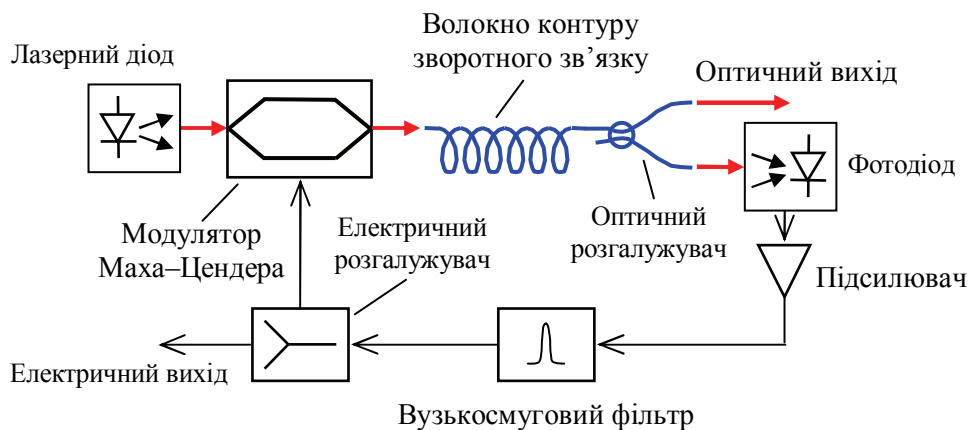 Волокно контуру
зворотного зв’язку
Лазерний діод
Оптичний вихід
Фотодіод
Модулятор
Маха–Цендера
Електричний
розгалужувач
Оптичний
розгалужувач
Підсилювач
Електричний вихід
Вузькосмуговий фільтр